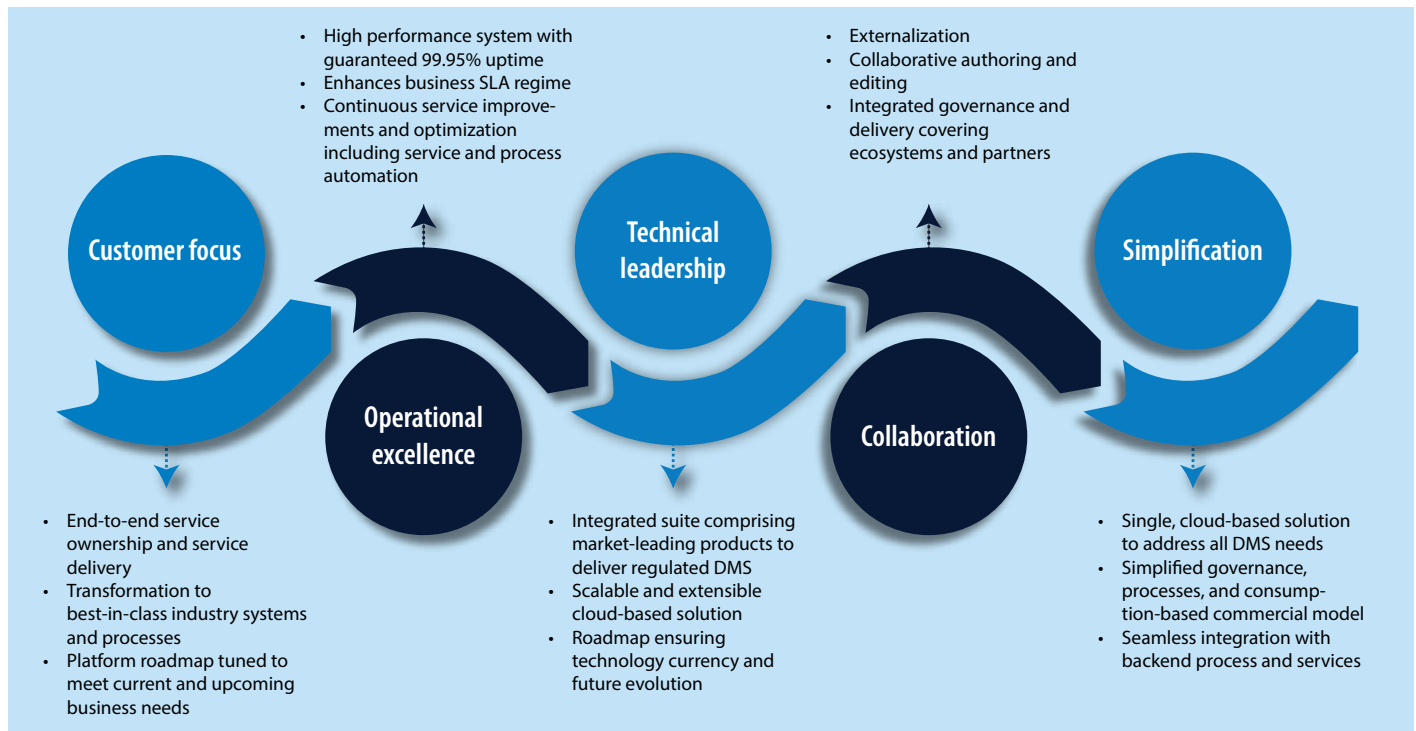 Customer focus
• End-to-end service
ownership and service
delivery
• Transformation to
best-in-class industry systems
and processes
• Platform roadmap tuned to
meet current and upcoming
business needs
• High performance system with
guaranteed 99.95% uptime
• Enhances business SLA regime
• Continuous service improve-
ments and optimization
including service and process
automation
Operational
excellence
Technical
leadership
• Integrated suite comprising
market-leading products to
deliver regulated DMS
• Scalable and extensible
cloud-based solution
• Roadmap ensuring
technology currency and
future evolution
• Externalization
• Collaborative authoring and
editing
• Integrated governance and
delivery covering
ecosystems and partners
Collaboration
Simplification
• Single, cloud-based solution
to address all DMS needs
• Simplified governance,
processes, and consump-
tion-based commercial model
• Seamless integration with
backend process and services